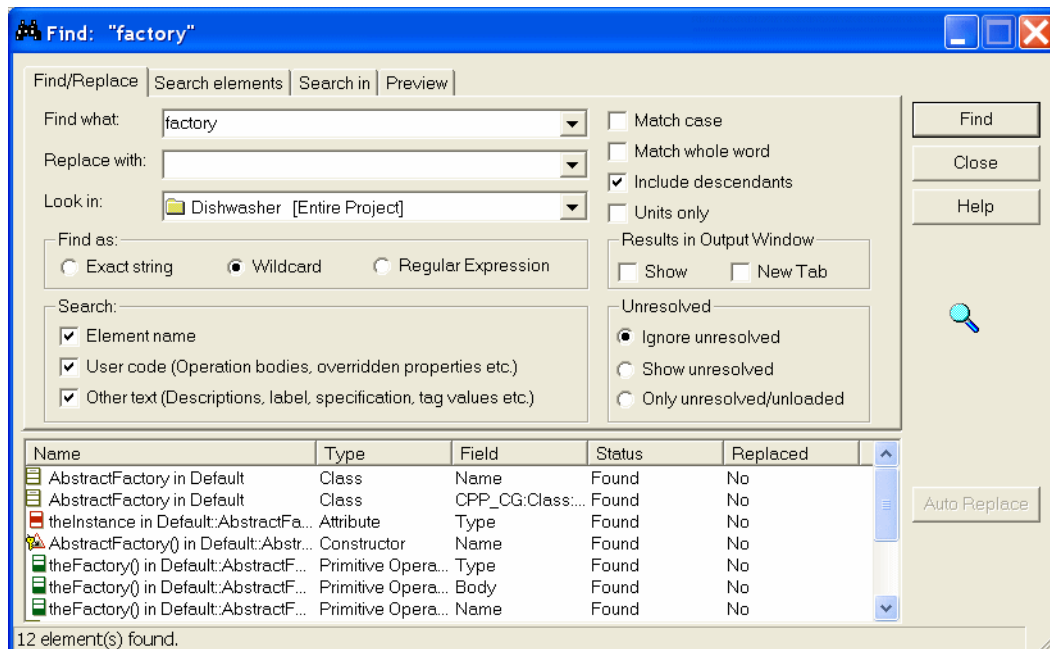 Find: "factory"
Find/Replace Search elements Search in Preview
Find what: factory
Match case
Find
Match whole word
Replace with:
Close
Include descendants
Look in: Dishwasher [Entire Project]
Units only
Help
Find as:
Exact string Wildcard Regular Expression
Results in Output Window
Show New Tab
Search:
Element name
User code (Operation bodies, overridden properties etc.)
Other text (Descriptions, label, specification, tag values etc.)
Unresolved
Ignore unresolved
Show unresolved
Only unresolved/unloaded
Name Type Field Status Replaced
AbstractFactory in Default Class Name Found No
AbstractFactory in Default Class CPP_CG:Class:... Found No
theInstance in Default::AbstractFa... Attribute Type Found No
AbstractFactory() in Default::Abstr... Constructor Name Found No
theFactory() in Default::AbstractF... Primitive Opera... Type Found No
theFactory() in Default::AbstractF... Primitive Opera... Body Found No
theFactory() in Default::AbstractF... Primitive Opera... Name Found No
Auto Replace
12 element(s) found.